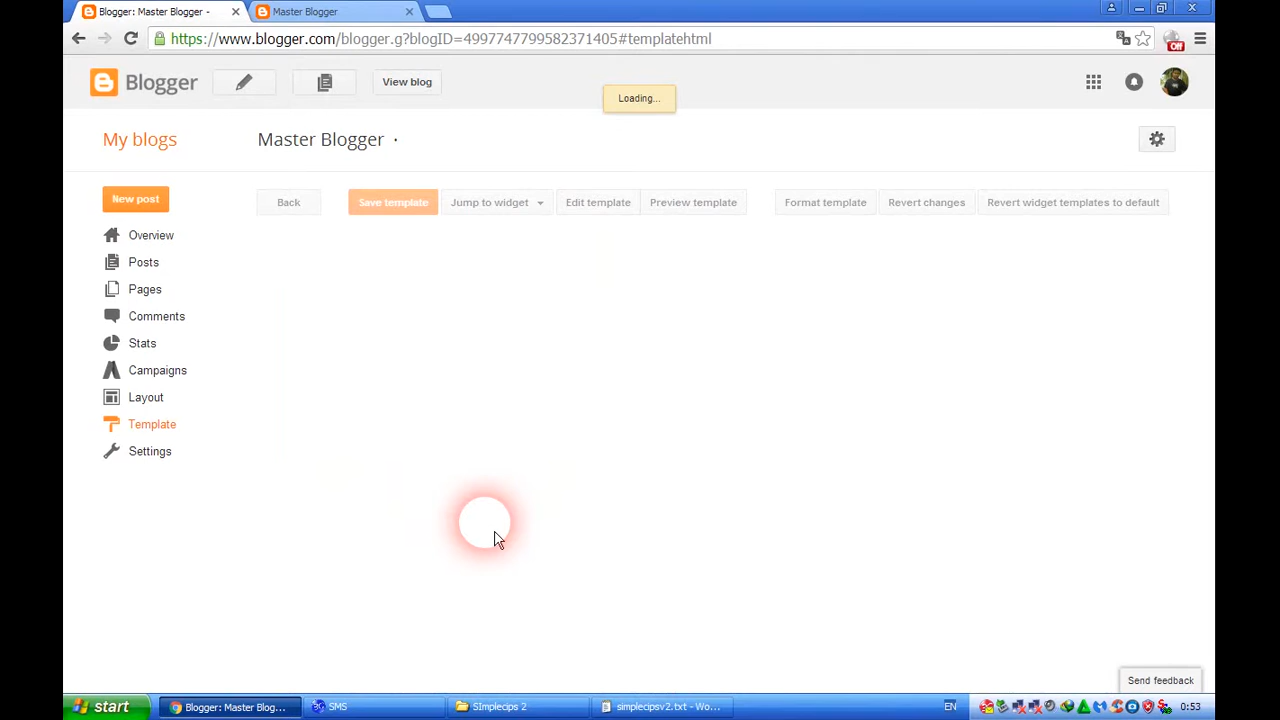 Blogger: Master Blogger -
Master Blogger
https://www.blogger.com/blogger.g?blogID=4997747799582371405#templatehtml
Off
Blogger
View blog
Loading...
My blogs
Master Blogger ·
New post
Back
Save template
Jump to widget
Edit template
Preview template
Format template
Revert changes
Revert widget templates to default
Overview
Posts
Pages
Comments
Stats
Campaigns
Layout
Template
Settings
Send feedback
start
Blogger: Master Blog...
SMS
SImplecips 2
simplecipsv2.txt - Wo...
EN
0:53